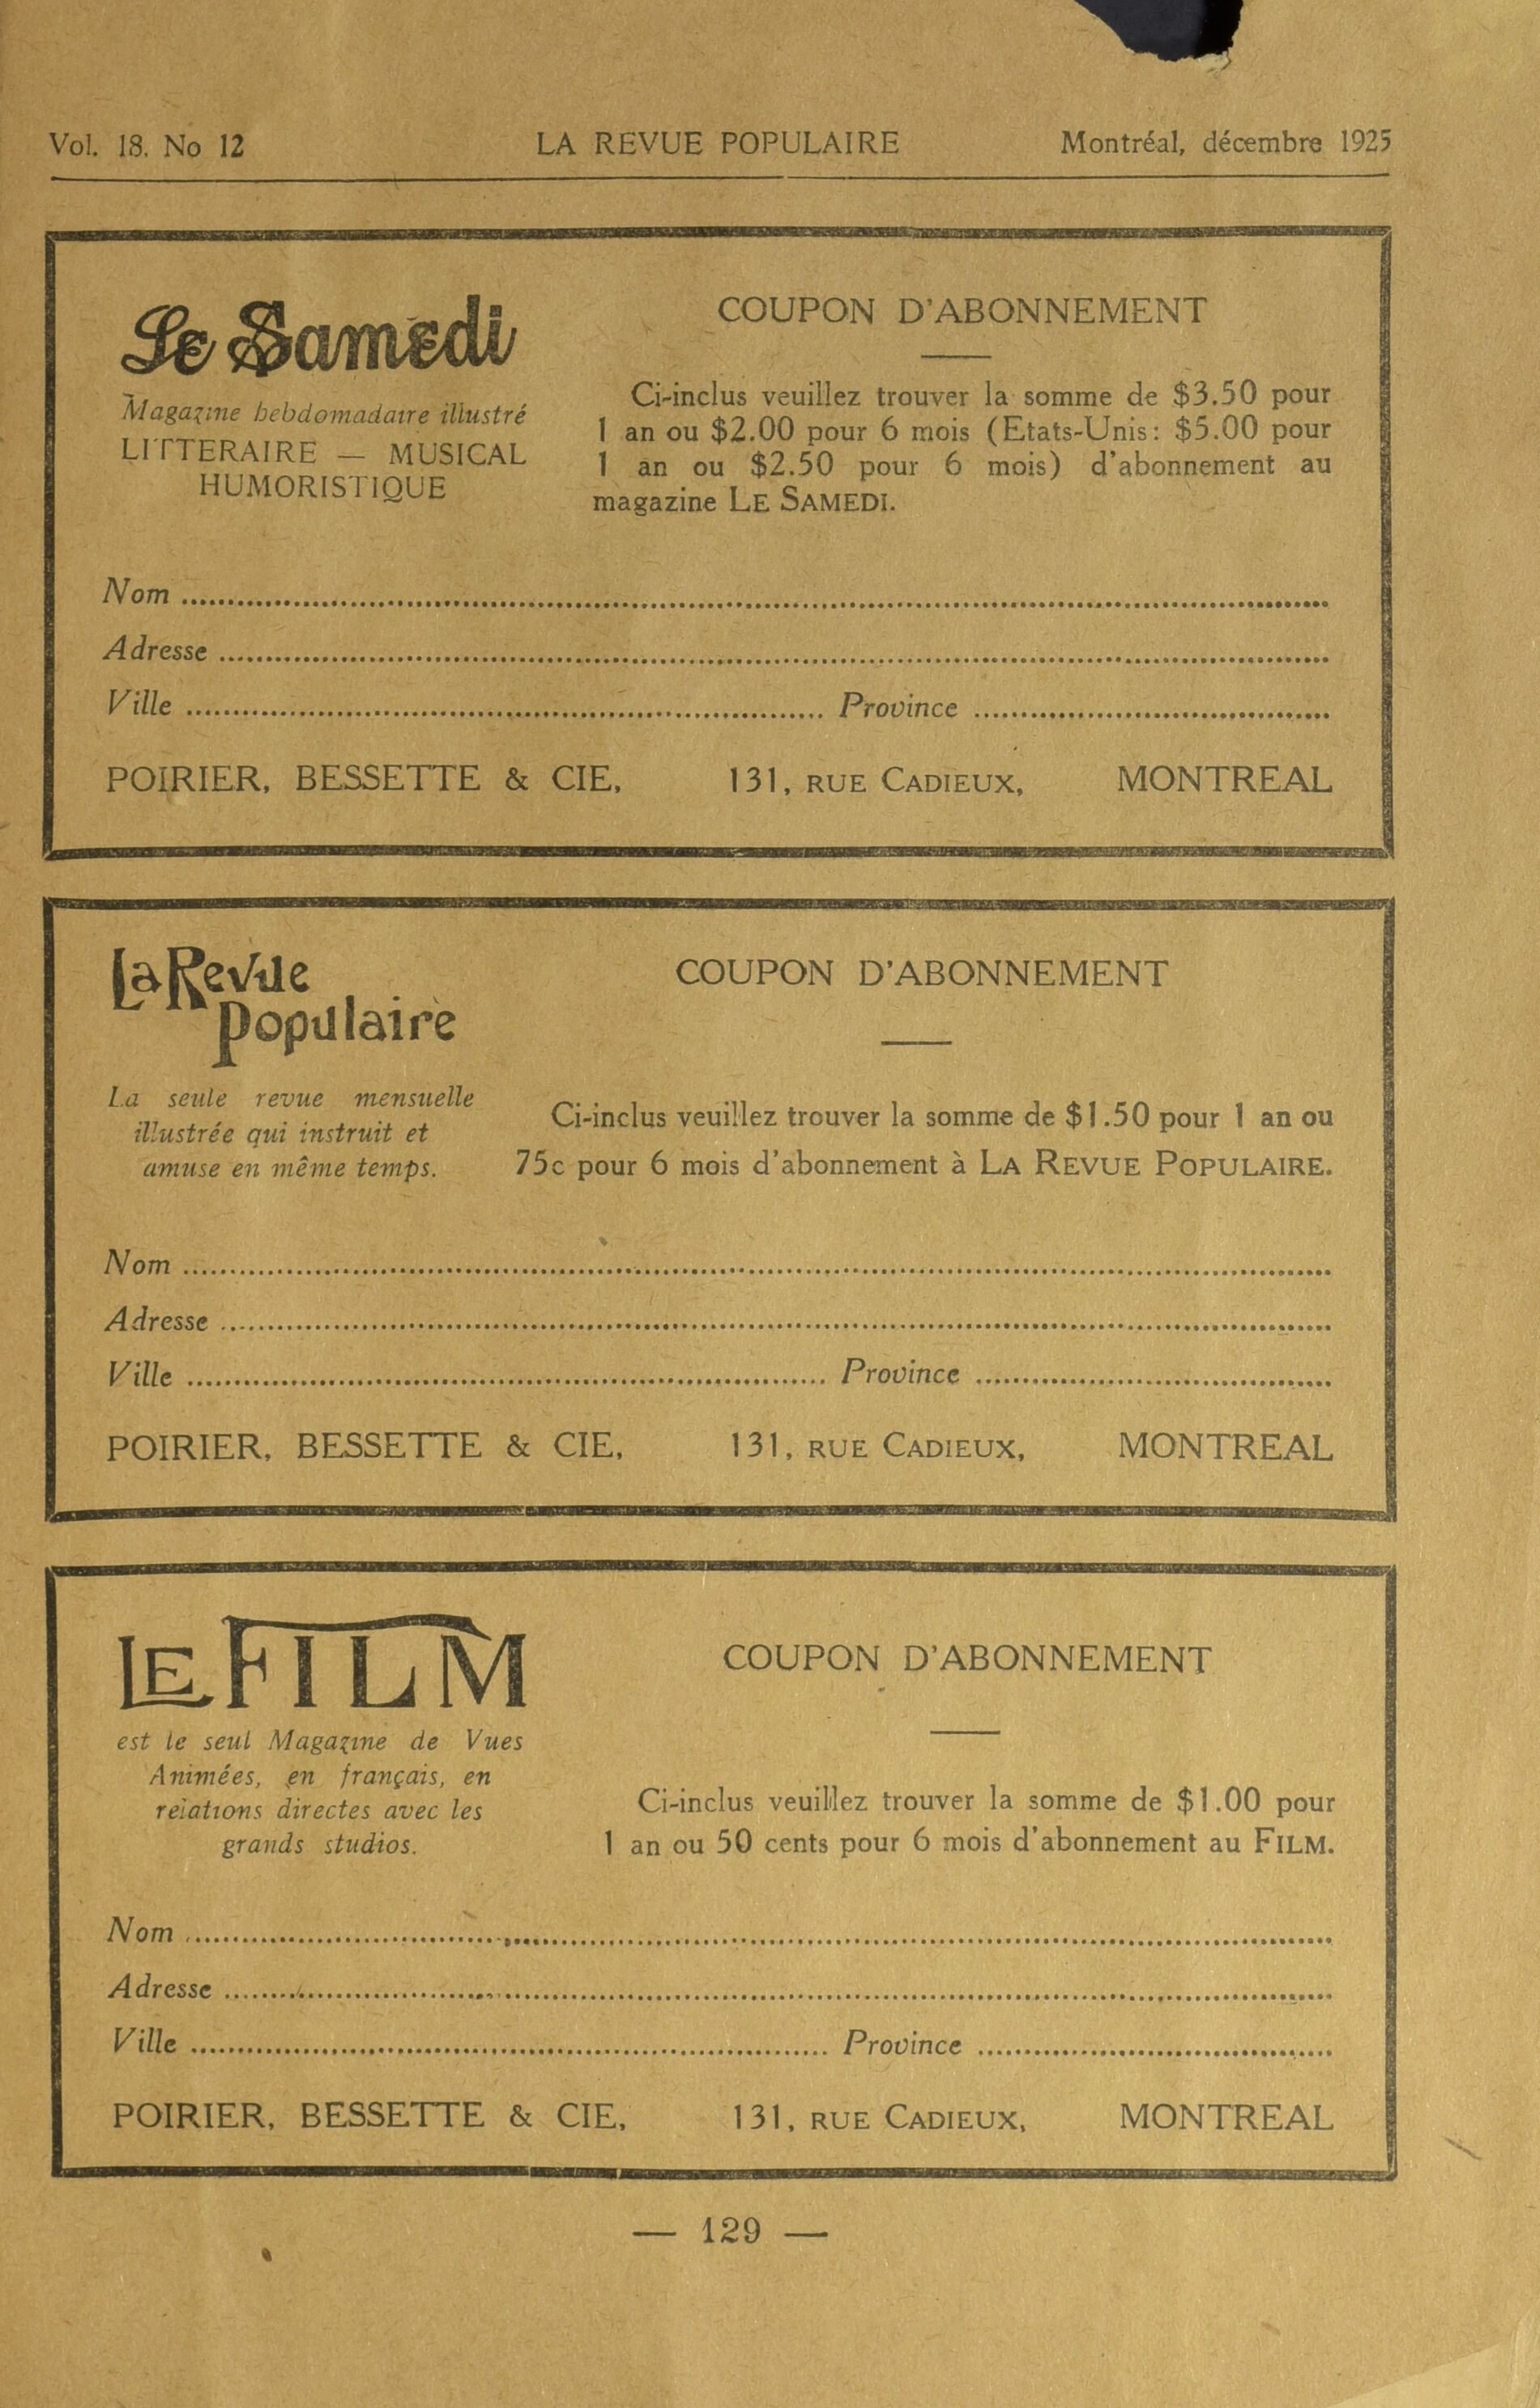 Vol. 18. No 12 LA REVUE POPULAIRE Montréal, décembre 1925
Le Samedi
Magazine hebdomadaire illustré
LITTERAIRE — MUSICAL
HUMORISTIQUE
COUPON D'ABONNEMENT
Ci-inclus veuillez trouver la somme de $3.50 pour
1 an ou $2.00 pour 6 mois (Etats-Unis: $5.00 pour
1 an ou $2.50 pour 6 mois) d'abonnement au
magazine LE SAMEDI.
Nom
Adresse
Ville Province
POIRIER, BESSETTE & CIE, 131, RUE CADIEUX, MONTREAL
La Revue
Populaire
La seule revue mensuelle
illustrée qui instruit et
amuse en même temps.
COUPON D'ABONNEMENT
Ci-inclus veuillez trouver la somme de $1.50 pour 1 an ou
75c pour 6 mois d'abonnement à LA REVUE POPULAIRE.
Nom
Adresse
Ville Province
POIRIER, BESSETTE & CIE, 131, RUE CADIEUX, MONTREAL
LE FILM
est le seul Magazine de Vues
Animées, en français, en
relations directes avec les
grands studios.
COUPON D'ABONNEMENT
Ci-inclus veuillez trouver la somme de $1.00 pour
1 an ou 50 cents pour 6 mois d'abonnement au FILM.
Nom
Adresse
Ville Province
POIRIER, BESSETTE & CIE, 131, RUE CADIEUX, MONTREAL
— 129 —